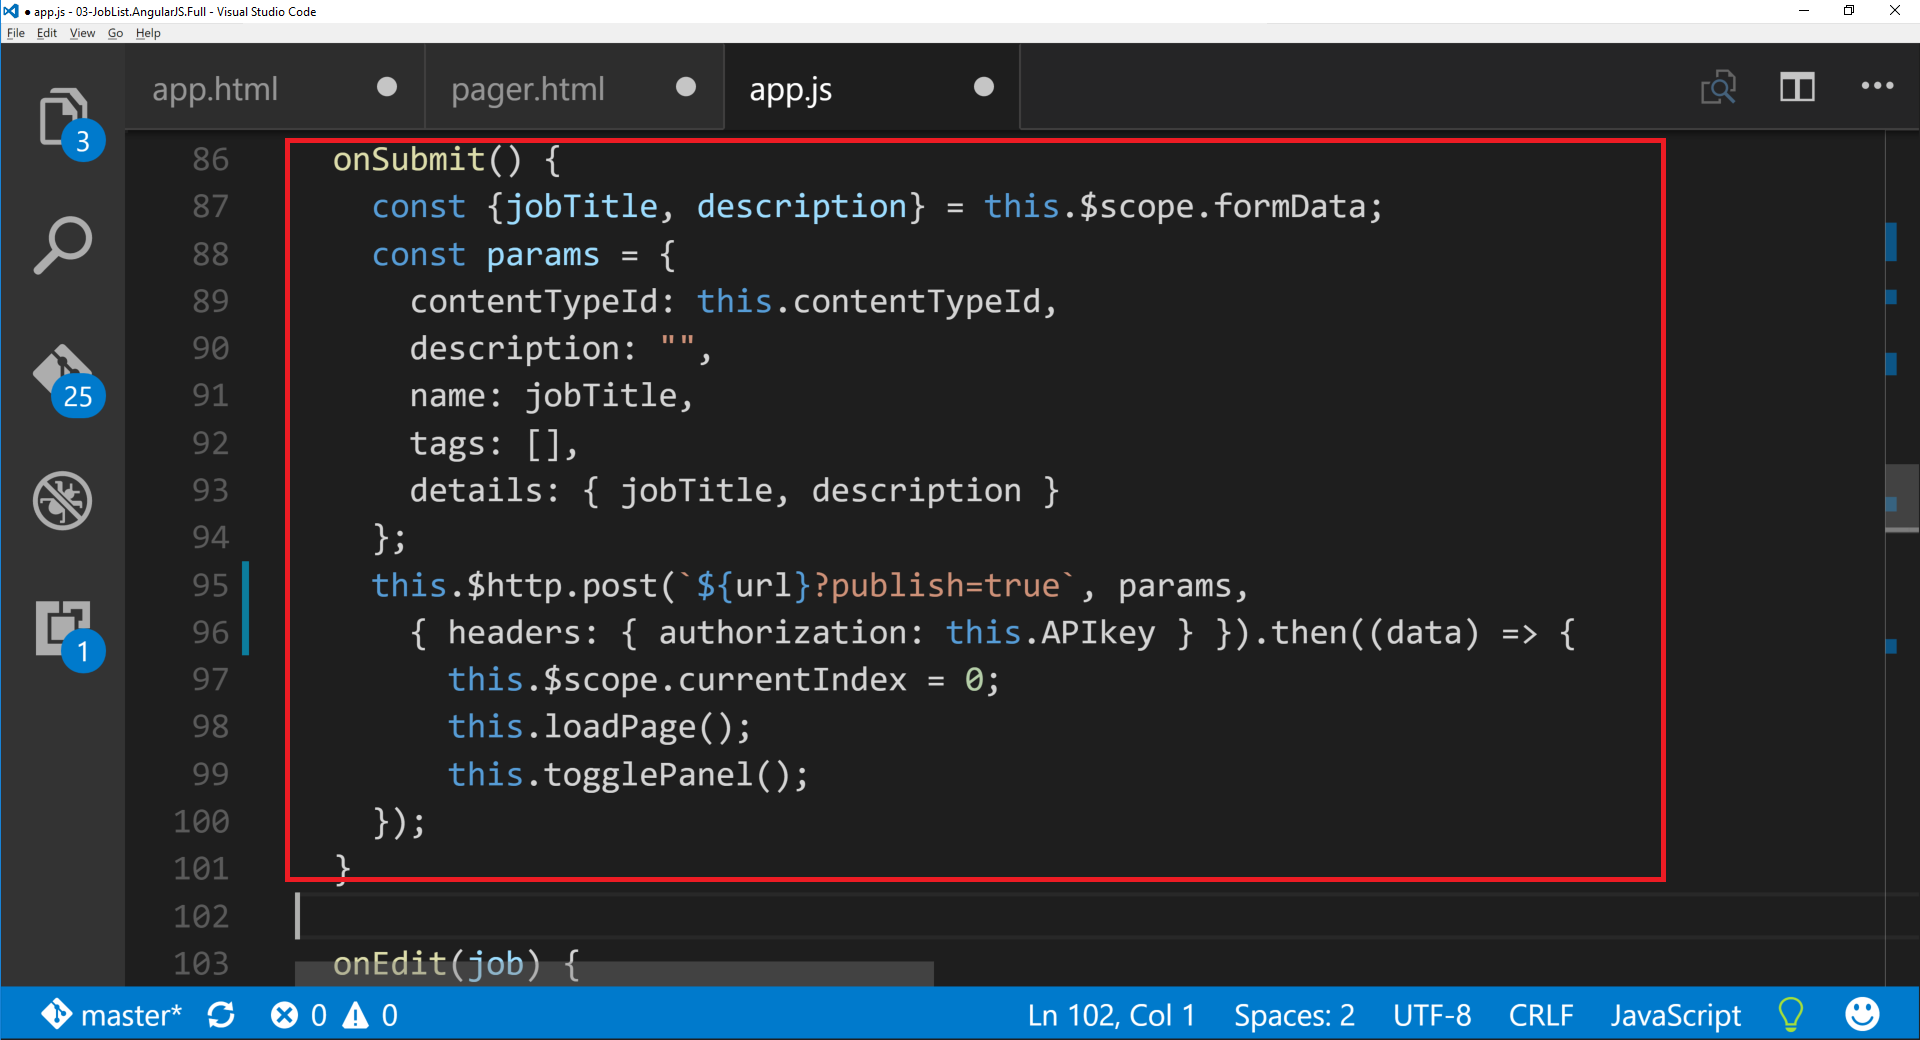 ● app.js - 03-JobList.AngularJS.Full - Visual Studio Code
File Edit View Go Help
app.html ● pager.html ● app.js ●
3
25
1
86 onSubmit() {
87 const {jobTitle, description} = this.$scope.formData;
88 const params = {
89 contentTypeId: this.contentTypeId,
90 description: "",
91 name: jobTitle,
92 tags: [],
93 details: { jobTitle, description }
94 };
95 this.$http.post(`${url}?publish=true`, params,
96 { headers: { authorization: this.APIkey } }).then((data) => {
97 this.$scope.currentIndex = 0;
98 this.loadPage();
99 this.togglePanel();
100 });
101 }
102
103 onEdit(job) {
master* 0 0 Ln 102, Col 1 Spaces: 2 UTF-8 CRLF JavaScript